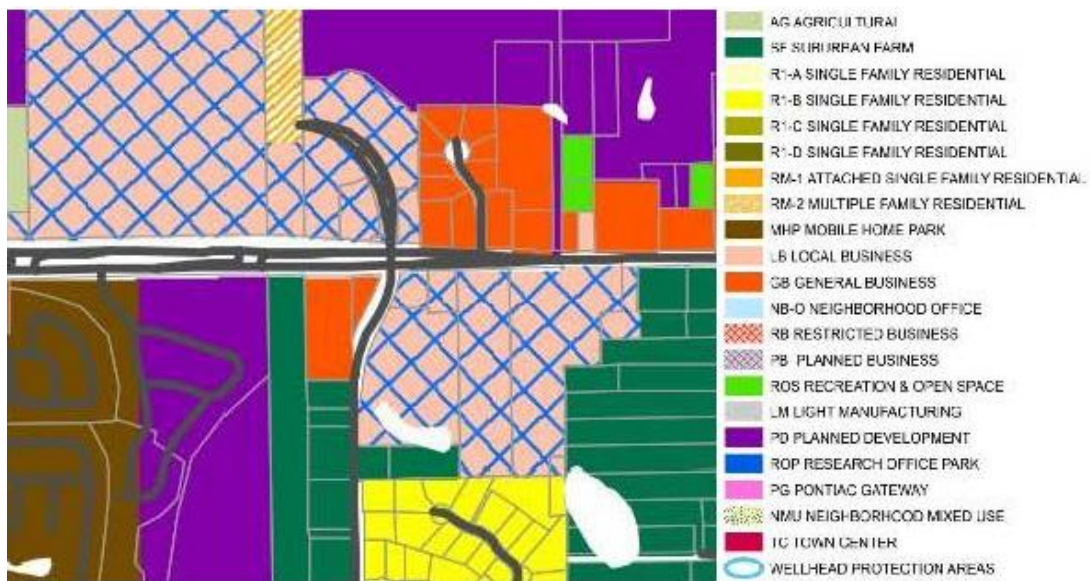 AG AGRICULTURAL
SF SUBURBAN FARM
R1-A SINGLE FAMILY RESIDENTIAL
R1-B SINGLE FAMILY RESIDENTIAL
R1-C SINGLE FAMILY RESIDENTIAL
R1-D SINGLE FAMILY RESIDENTIAL
RM-1 ATTACHED SINGLE FAMILY RESIDENTIAL
RM-2 MULTIPLE FAMILY RESIDENTIAL
MHP MOBILE HOME PARK
LB LOCAL BUSINESS
GB GENERAL BUSINESS
NB-O NEIGHBORHOOD OFFICE
RB RESTRICTED BUSINESS
PB PLANNED BUSINESS
ROS RECREATION & OPEN SPACE
LM LIGHT MANUFACTURING
PD PLANNED DEVELOPMENT
ROP RESEARCH OFFICE PARK
PG PONTIAC GATEWAY
NMU NEIGHBORHOOD MIXED USE
TC TOWN CENTER
WELLHEAD PROTECTION AREAS